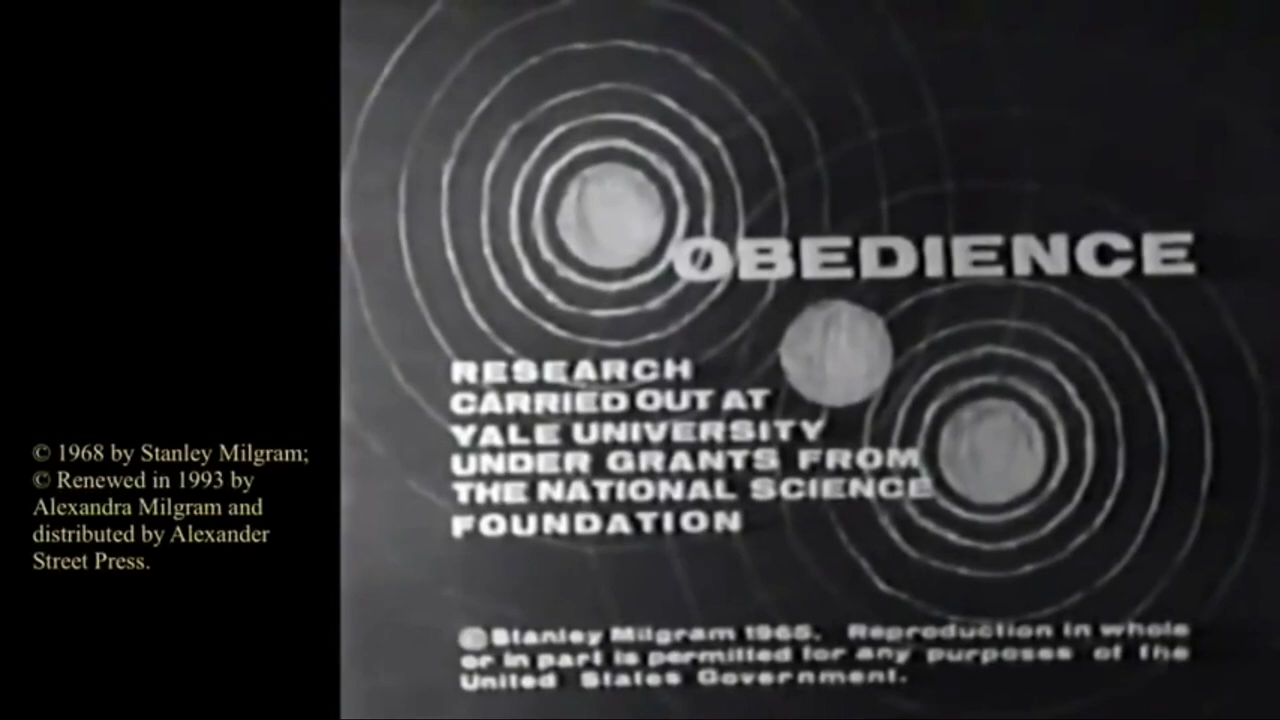 OBEDIENCE
RESEARCH
CARRIED OUT AT
YALE UNIVERSITY
UNDER GRANTS FROM
THE NATIONAL SCIENCE
FOUNDATION
© 1968 by Stanley Milgram;
© Renewed in 1993 by
Alexandra Milgram and
distributed by Alexander
Street Press.
©Stanley Milgram 1965. Reproduction in whole
or in part is permitted for any purposes of the
United States Government.